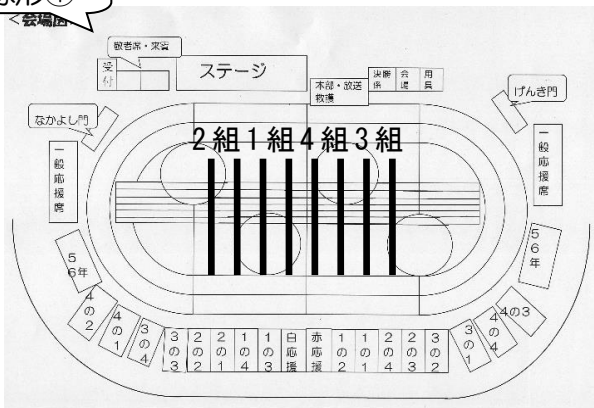 形①
<会場図
敬者席・来賓
受付
ステージ
本部・放送
救護
決勝係
会場
用具
なかよし門
げんき門
2組1組4組3組
一般応援席
一般応援席
56年
56年
4の2
4の1
3の4
3の3
2の2
2の1
1の4
1の3
白応援
赤応援
1の2
1の1
2の4
2の3
3の2
3の1
4の4
4の3